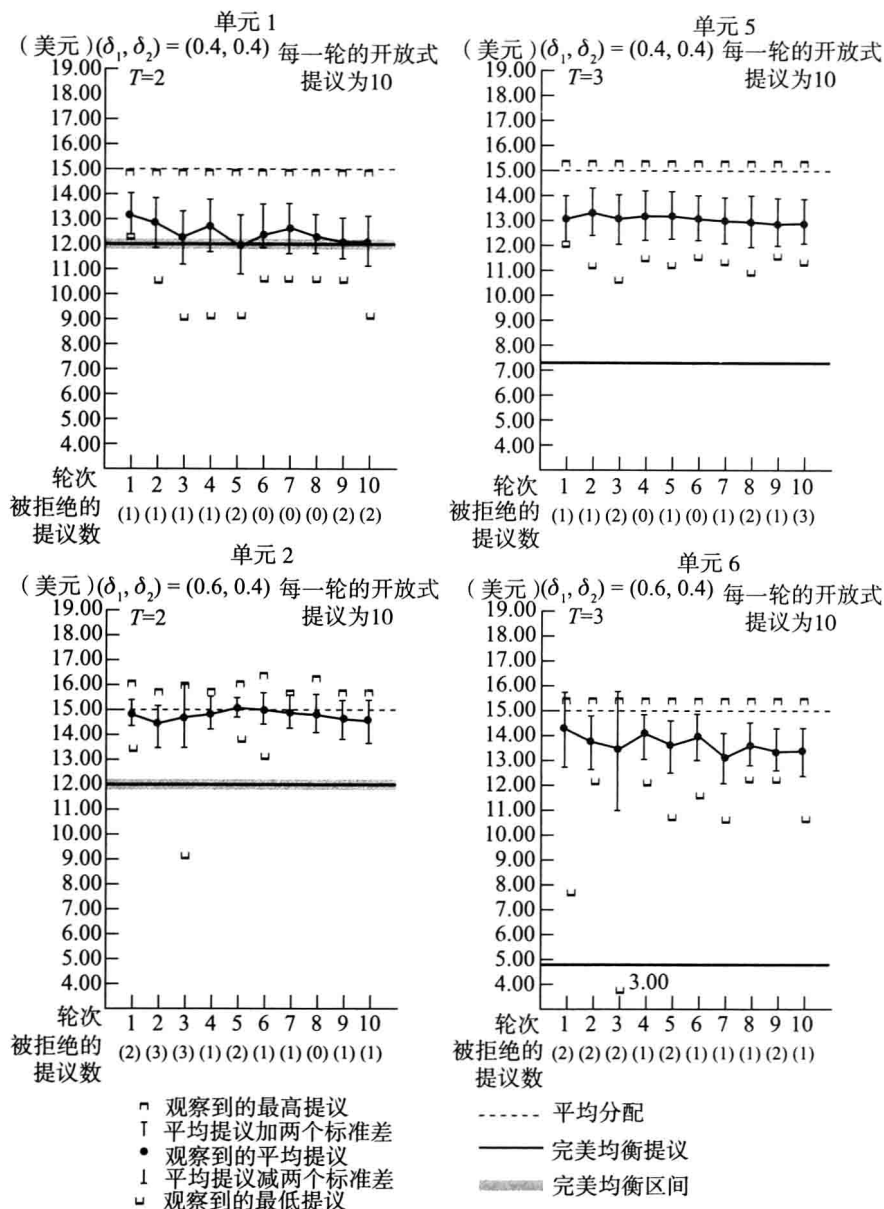 单元 1
（美元）(δ₁, δ₂) = (0.4, 0.4) 每一轮的开放式
T=2 提议为10
19.00
18.00
17.00
16.00
15.00
14.00
13.00
12.00
11.00
10.00
9.00
8.00
7.00
6.00
5.00
4.00
轮次 1 2 3 4 5 6 7 8 9 10
被拒绝的
提议数 (1) (1) (1) (1) (2) (0) (0) (0) (2) (2)
单元 5
（美元）(δ₁, δ₂) = (0.4, 0.4) 每一轮的开放式
T=3 提议为10
19.00
18.00
17.00
16.00
15.00
14.00
13.00
12.00
11.00
10.00
9.00
8.00
7.00
6.00
5.00
4.00
轮次 1 2 3 4 5 6 7 8 9 10
被拒绝的
提议数 (1) (1) (2) (0) (1) (0) (1) (2) (1) (3)
单元 2
（美元）(δ₁, δ₂) = (0.6, 0.4) 每一轮的开放式
T=2 提议为10
19.00
18.00
17.00
16.00
15.00
14.00
13.00
12.00
11.00
10.00
9.00
8.00
7.00
6.00
5.00
4.00
轮次 1 2 3 4 5 6 7 8 9 10
被拒绝的
提议数 (2) (3) (3) (1) (2) (1) (1) (0) (1) (1)
单元 6
（美元）(δ₁, δ₂) = (0.6, 0.4) 每一轮的开放式
T=3 提议为10
19.00
18.00
17.00
16.00
15.00
14.00
13.00
12.00
11.00
10.00
9.00
8.00
7.00
6.00
5.00
4.00
3.00
轮次 1 2 3 4 5 6 7 8 9 10
被拒绝的
提议数 (2) (2) (2) (1) (2) (1) (1) (1) (2) (1)
观察到的最高提议
平均提议加两个标准差
观察到的平均提议
平均提议减两个标准差
观察到的最低提议
平均分配
完美均衡提议
完美均衡区间